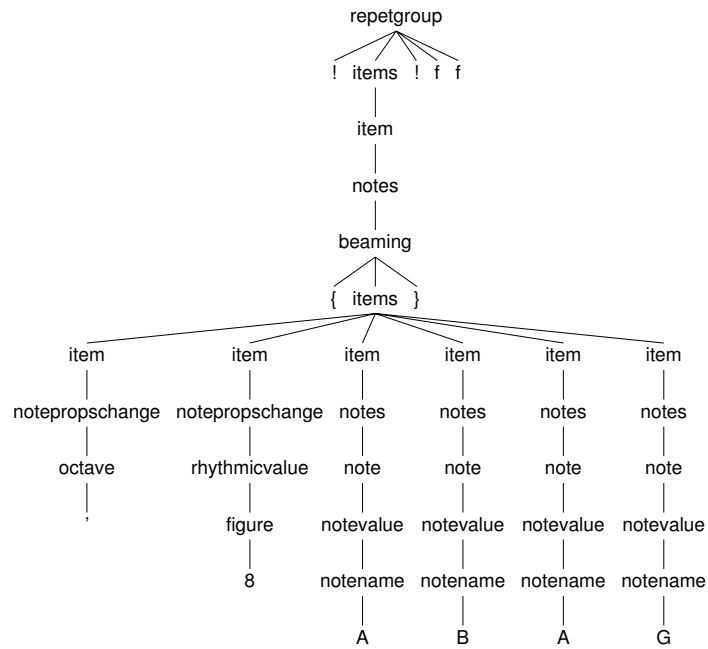 repetgroup
! items ! f f
item
notes
beaming
{ items }
item item item item item item
notepropschange notepropschange notes notes notes notes
octave rhythmicvalue note note note note
’ figure notevalue notevalue notevalue notevalue
8 notename notename notename notename
A B A G